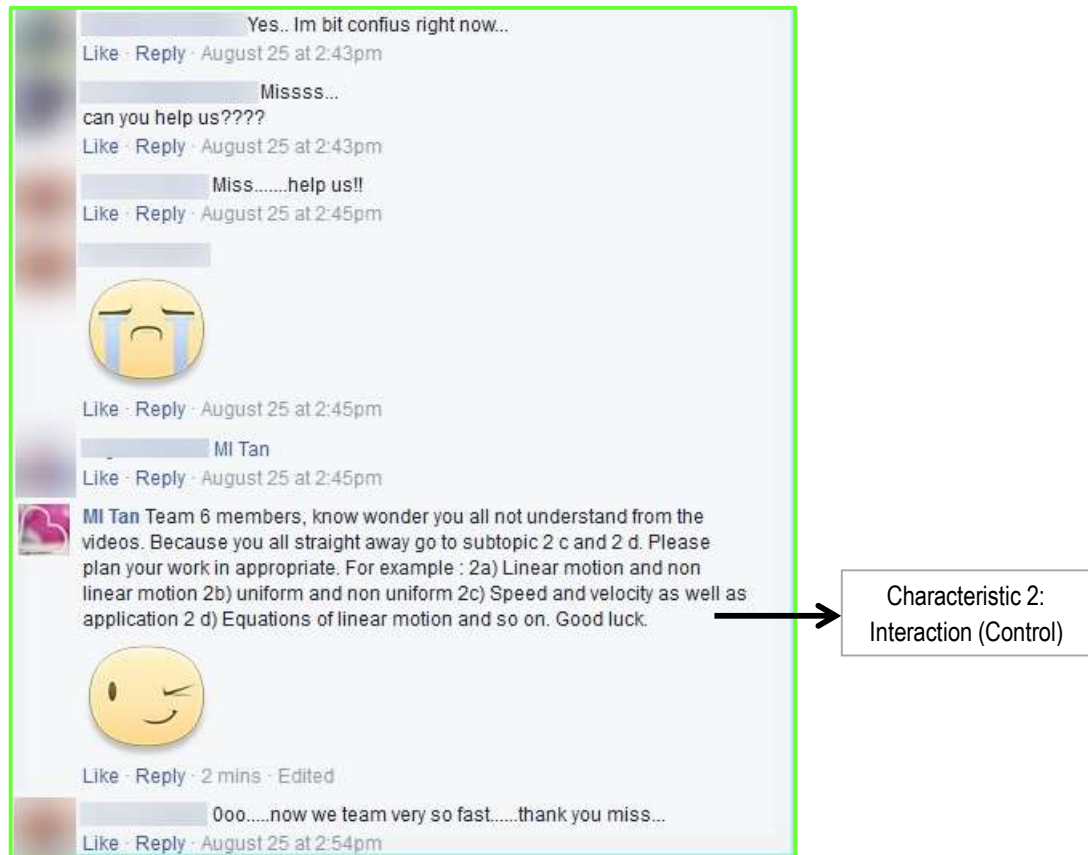 Yes.. Im bit confius right now...
Like · Reply · August 25 at 2:43pm
Missss...
can you help us????
Like · Reply · August 25 at 2:43pm
Miss.......help us!!
Like · Reply · August 25 at 2:45pm
Like · Reply · August 25 at 2:45pm
MI Tan
Like · Reply · August 25 at 2:45pm
MI Tan Team 6 members, know wonder you all not understand from the
videos. Because you all straight away go to subtopic 2 c and 2 d. Please
plan your work in appropriate. For example : 2a) Linear motion and non
linear motion 2b) uniform and non uniform 2c) Speed and velocity as well as
application 2 d) Equations of linear motion and so on. Good luck.
Like · Reply · 2 mins · Edited
0oo.....now we team very so fast......thank you miss...
Like · Reply · August 25 at 2:54pm
Characteristic 2:
Interaction (Control)